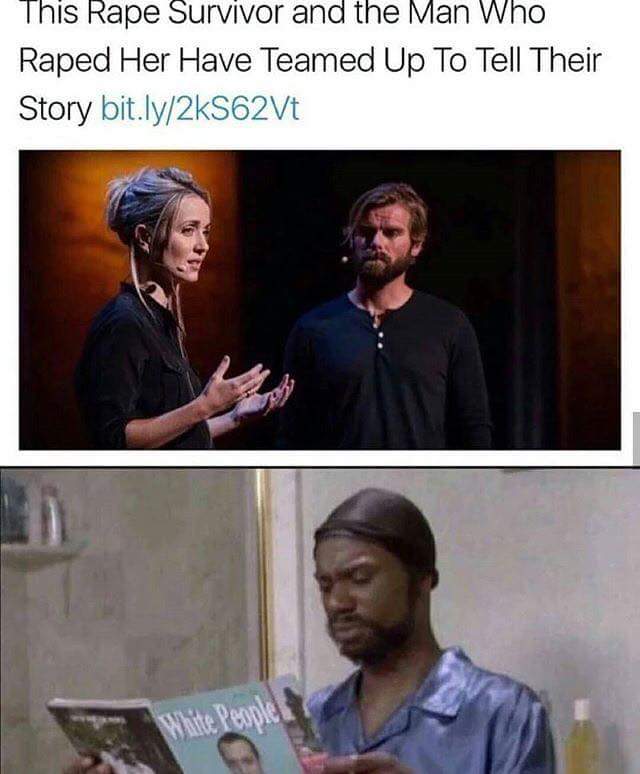 This Rape Survivor and the Man Who
Raped Her Have Teamed Up To Tell Their
Story bit.ly/2kS62Vt
White People